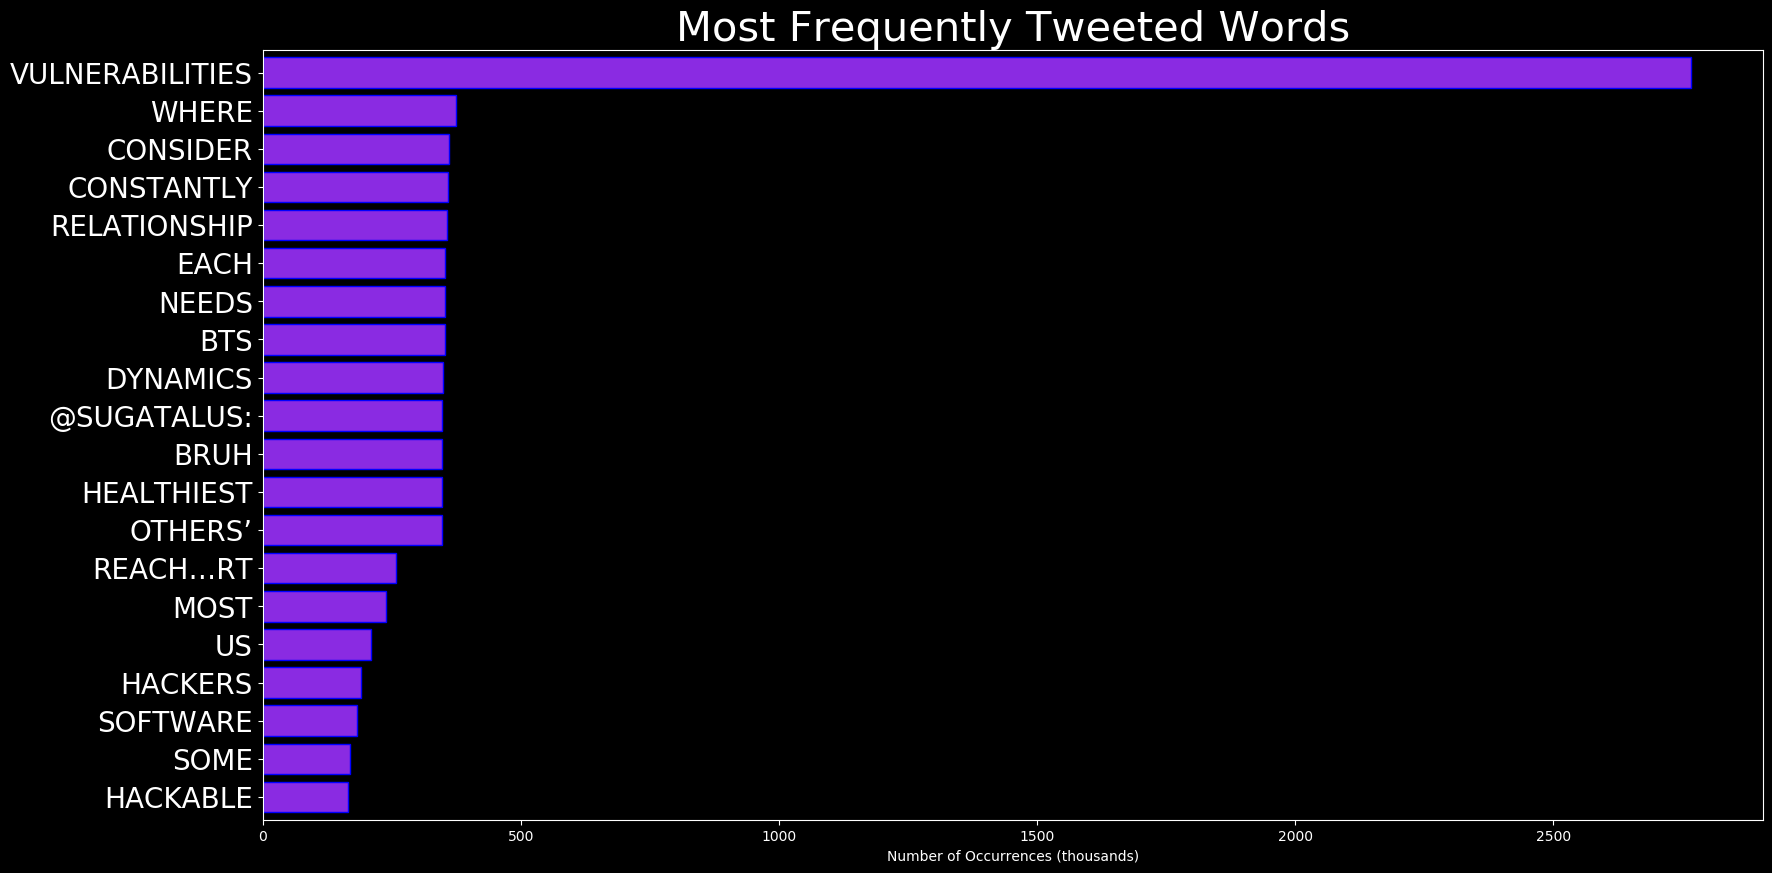 Most Frequently Tweeted Words
VULNERABILITIES
WHERE
CONSIDER
CONSTANTLY
RELATIONSHIP
EACH
NEEDS
BTS
DYNAMICS
@SUGATALUS:
BRUH
HEALTHIEST
OTHERS’
REACH…RT
MOST
US
HACKERS
SOFTWARE
SOME
HACKABLE
0 500 1000 1500 2000 2500
Number of Occurrences (thousands)